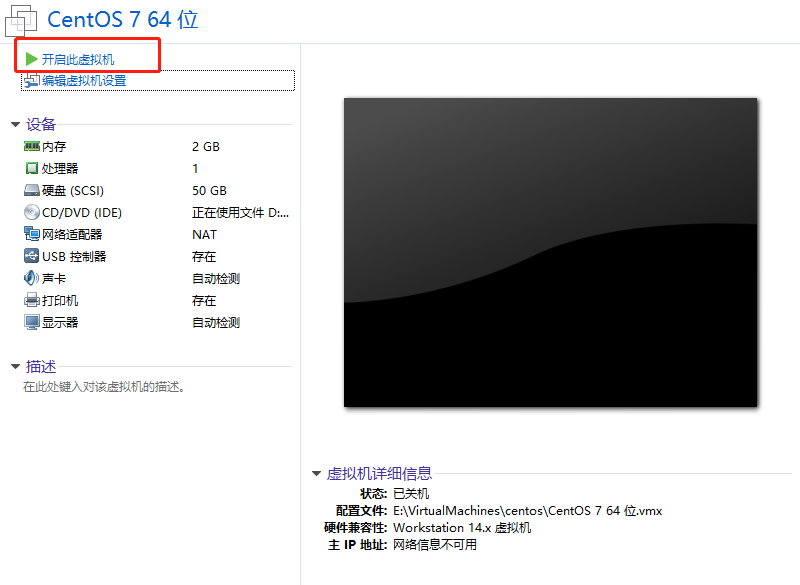 CentOS 7 64 位
开启此虚拟机
编辑虚拟机设置
设备
内存 2 GB
处理器 1
硬盘 (SCSI) 50 GB
CD/DVD (IDE) 正在使用文件 D:...
网络适配器 NAT
USB 控制器 存在
声卡 自动检测
打印机 存在
显示器 自动检测
描述
在此处键入对该虚拟机的描述。
虚拟机详细信息
状态: 已关机
配置文件: E:\VirtualMachines\centos\CentOS 7 64 位.vmx
硬件兼容性: Workstation 14.x 虚拟机
主 IP 地址: 网络信息不可用